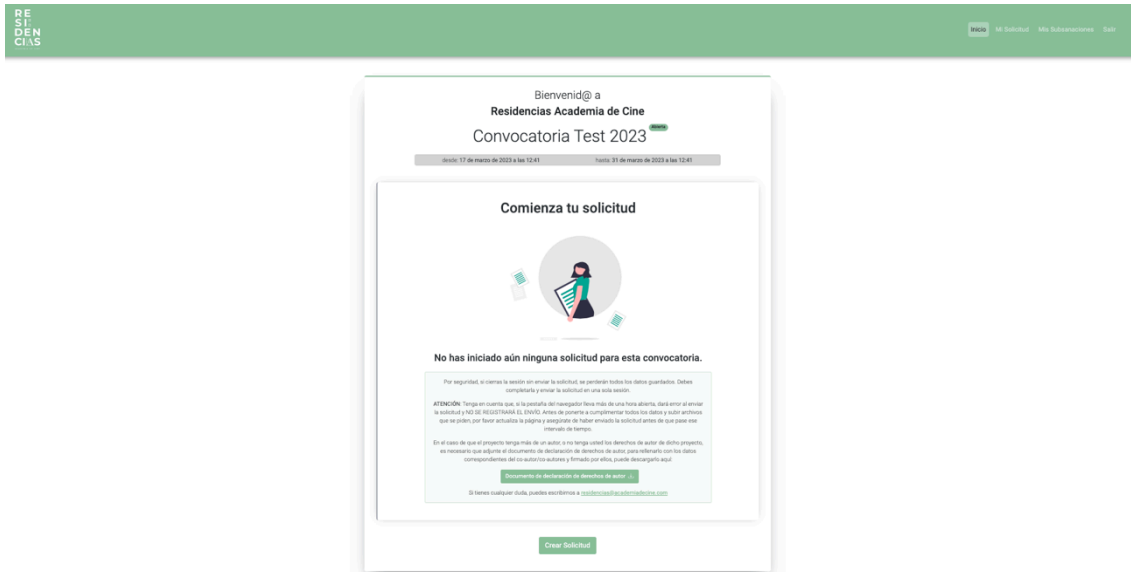 RE
SI
DEN
CIAS
Inicio Mi Solicitud Mis Subsanaciones Salir
Bienvenid@ a
Residencias Academia de Cine
Convocatoria Test 2023 Abierta
desde: 17 de marzo de 2023 a las 12:41 hasta: 31 de marzo de 2023 a las 12:41
Comienza tu solicitud
No has iniciado aún ninguna solicitud para esta convocatoria.
Por seguridad, si cierras la sesión sin enviar la solicitud, se perderán todos los datos guardados. Debes
completarla y enviar la solicitud en una sola sesión.
ATENCIÓN: Tenga en cuenta que, si la pestaña del navegador lleva más de una hora abierta, dará error al enviar
la solicitud y NO SE REGISTRARÁ EL ENVÍO. Antes de ponerte a cumplimentar todos los datos y subir archivos
que se piden, por favor actualiza la página y asegúrate de haber enviado la solicitud antes de que pase ese
intervalo de tiempo.
En el caso de que el proyecto tenga más de un autor, o no tenga usted los derechos de autor de dicho proyecto,
es necesario que adjunte el documento de declaración de derechos de autor, para rellenarlo con los datos
correspondientes del co-autor/co-autores y firmado por ellos, puede descargarlo aquí:
Documento de declaración de derechos de autor
Si tienes cualquier duda, puedes escribirnos a residencias@academiadecine.com
Crear Solicitud